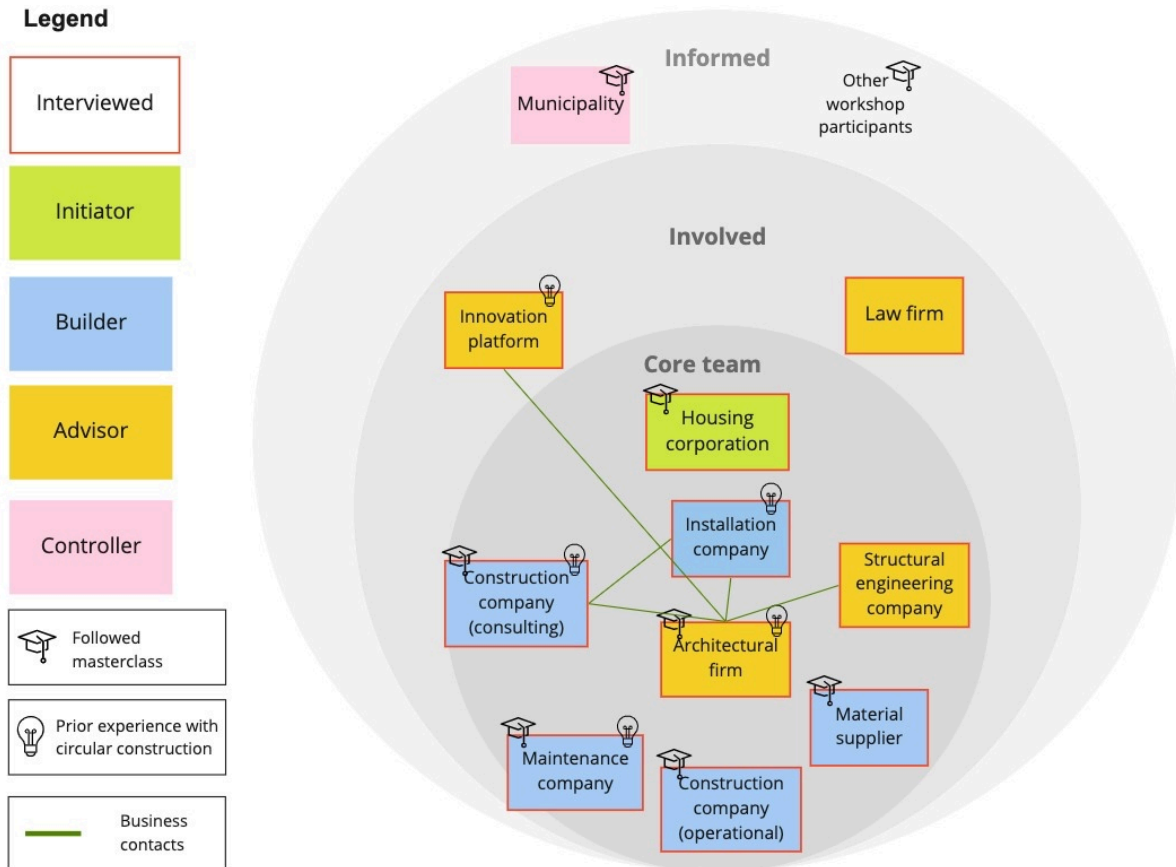 Legend
Interviewed
Initiator
Builder
Advisor
Controller
Followed
masterclass
Prior experience with
circular construction
Business
contacts
Informed
Municipality
Other
workshop
participants
Involved
Innovation
platform
Law firm
Core team
Housing
corporation
Installation
company
Construction
company
(consulting)
Structural
engineering
company
Architectural
firm
Material
supplier
Maintenance
company
Construction
company
(operational)